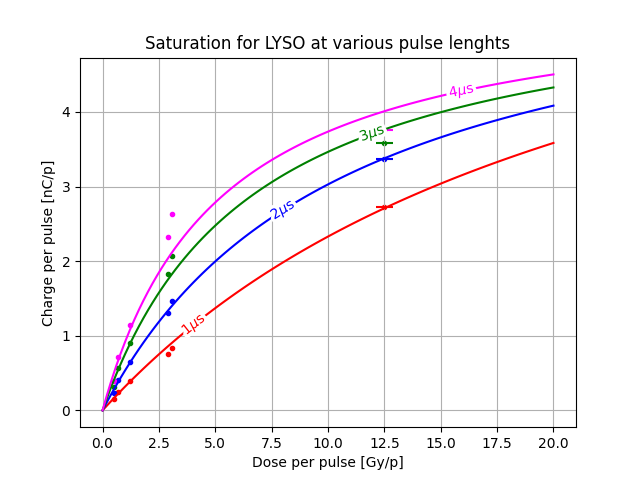 Saturation for LYSO at various pulse lenghts
Charge per pulse [nC/p]
4
3
2
1
0
4μs
3μs
2μs
1μs
0.0 2.5 5.0 7.5 10.0 12.5 15.0 17.5 20.0
Dose per pulse [Gy/p]